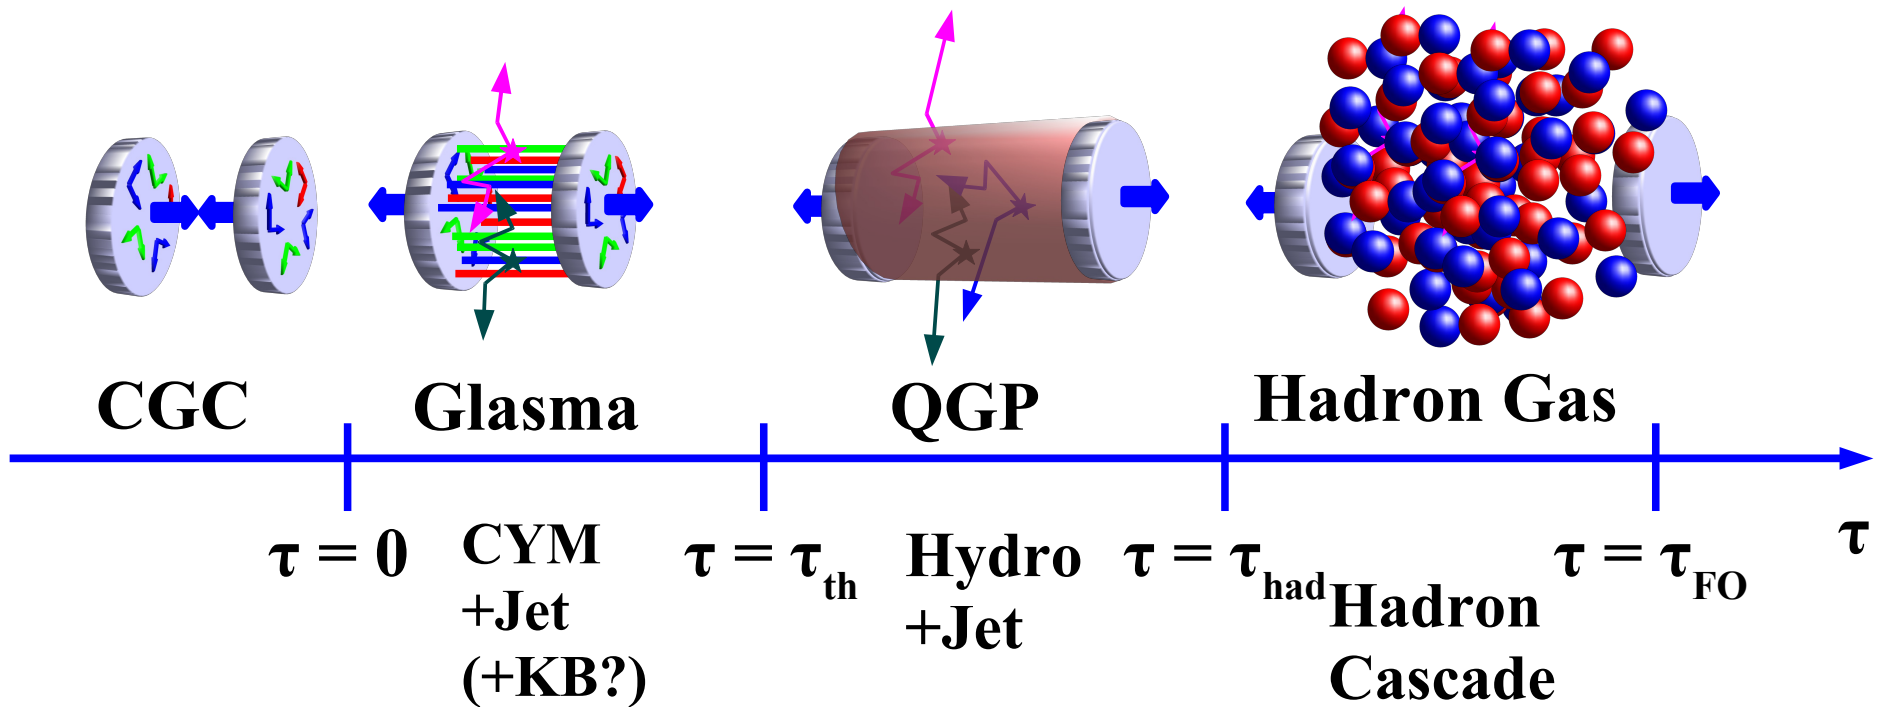 CGC
Glasma
QGP
Hadron Gas
τ = 0
CYM
+Jet
(+KB?)
τ = τth
Hydro
+Jet
τ = τhad
Hadron
Cascade
τ = τFO
τ